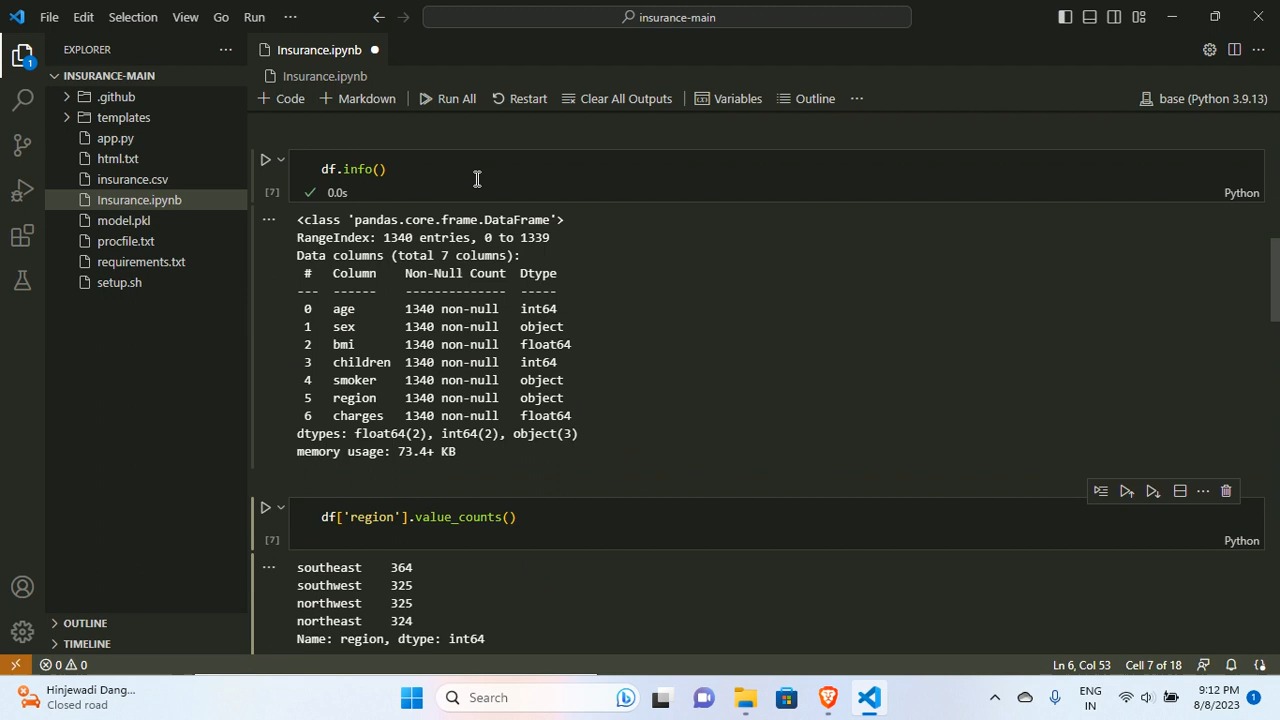 File Edit Selection View Go Run ··· insurance-main
EXPLORER ···
INSURANCE-MAIN
.github
templates
app.py
html.txt
insurance.csv
Insurance.ipynb
model.pkl
procfile.txt
requirements.txt
setup.sh
OUTLINE
TIMELINE
1
Insurance.ipynb
Insurance.ipynb
+ Code + Markdown Run All Restart Clear All Outputs Variables Outline ··· base (Python 3.9.13)
df.info()
[7] 0.0s Python
<class 'pandas.core.frame.DataFrame'>
RangeIndex: 1340 entries, 0 to 1339
Data columns (total 7 columns):
# Column Non-Null Count Dtype
--- ------ -------------- -----
0 age 1340 non-null int64
1 sex 1340 non-null object
2 bmi 1340 non-null float64
3 children 1340 non-null int64
4 smoker 1340 non-null object
5 region 1340 non-null object
6 charges 1340 non-null float64
dtypes: float64(2), int64(2), object(3)
memory usage: 73.4+ KB
df['region'].value_counts()
[7] Python
southeast 364
southwest 325
northwest 325
northeast 324
Name: region, dtype: int64
0 0 Ln 6, Col 53 Cell 7 of 18
Hinjewadi Dang...
Closed road
Search
ENG
IN
9:12 PM
8/8/2023
1